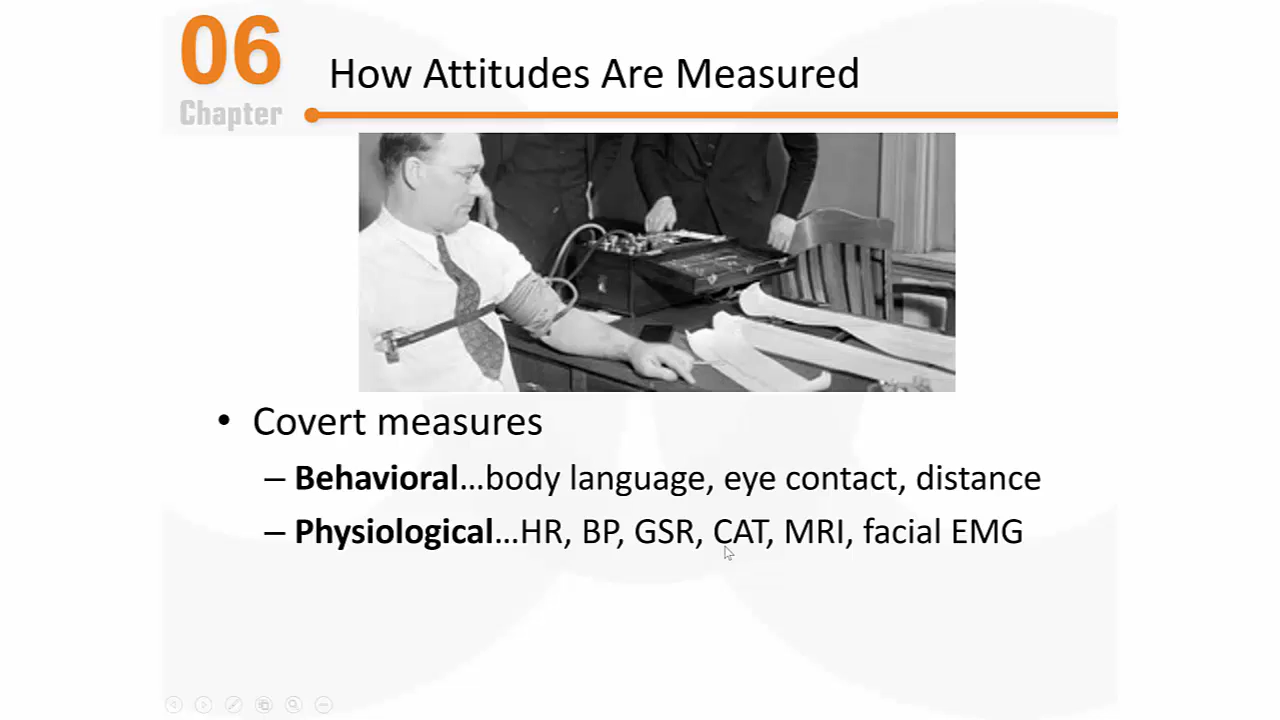 06
Chapter
How Attitudes Are Measured
• Covert measures
– Behavioral…body language, eye contact, distance
– Physiological…HR, BP, GSR, CAT, MRI, facial EMG